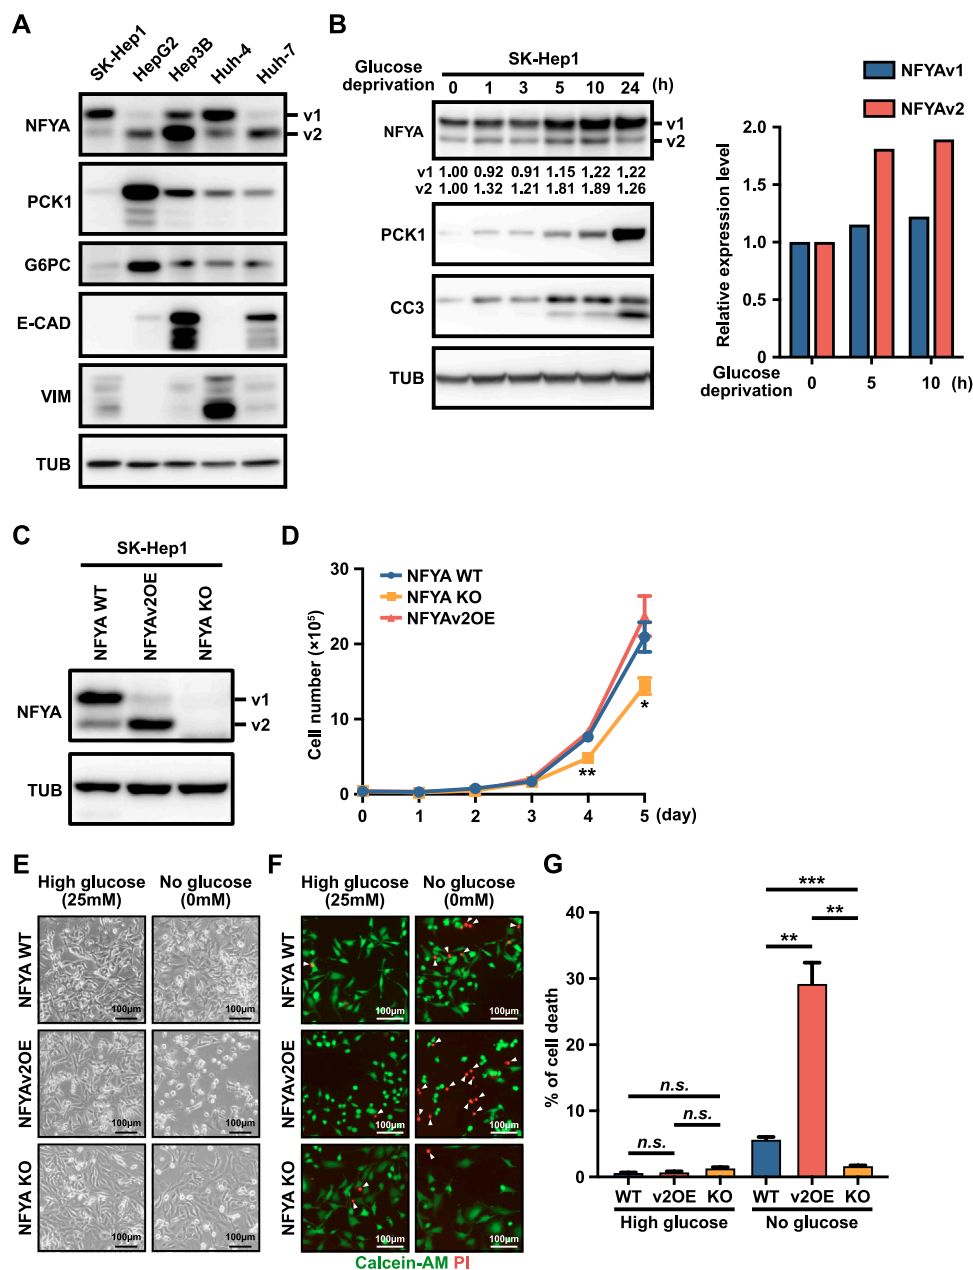 A
SK-Hep1
HepG2
Hep3B
Huh-4
Huh-7
NFYA
v1
v2
PCK1
G6PC
E-CAD
VIM
TUB
B
SK-Hep1
Glucose
deprivation
0 1 3 5 10 24 (h)
NFYA
v1
v2
v1 1.00 0.92 0.91 1.15 1.22 1.22
v2 1.00 1.32 1.21 1.81 1.89 1.26
PCK1
CC3
TUB
NFYAv1
NFYAv2
Relative expression level
2.0
1.5
1.0
0.5
0
Glucose
deprivation
0 5 10 (h)
C
SK-Hep1
NFYA WT
NFYAv2OE
NFYA KO
NFYA
v1
v2
TUB
D
NFYA WT
NFYA KO
NFYAv2OE
Cell number (×10⁵)
30
20
10
0
**
*
0 1 2 3 4 5 (day)
E
High glucose
(25mM)
No glucose
(0mM)
NFYA WT
100μm
100μm
NFYAv2OE
100μm
100μm
NFYA KO
100μm
100μm
F
High glucose
(25mM)
No glucose
(0mM)
NFYA WT
100μm
100μm
NFYAv2OE
100μm
100μm
NFYA KO
100μm
100μm
Calcein-AM PI
G
% of cell death
40
30
20
10
0
***
**
**
n.s.
n.s.
n.s.
WT v2OE KO WT v2OE KO
High glucose No glucose